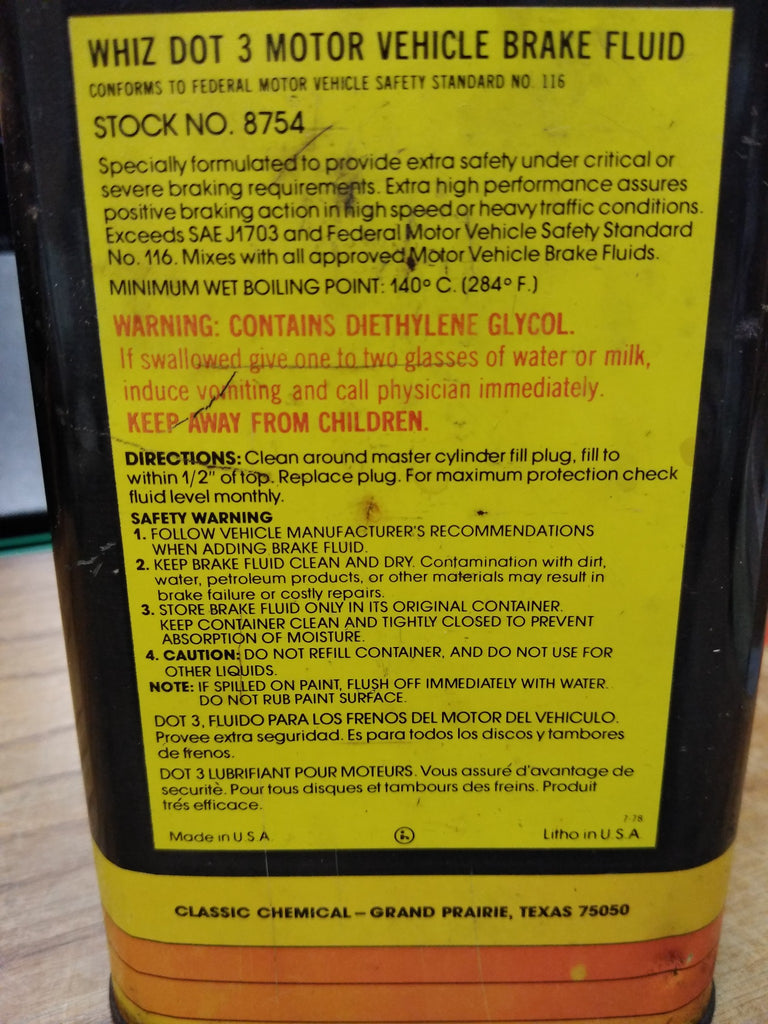 WHIZ DOT 3 MOTOR VEHICLE BRAKE FLUID
CONFORMS TO FEDERAL MOTOR VEHICLE SAFETY STANDARD NO. 116
STOCK NO. 8754
Specially formulated to provide extra safety under critical or
severe braking requirements. Extra high performance assures
positive braking action in high speed or heavy traffic conditions.
Exceeds SAE J1703 and Federal Motor Vehicle Safety Standard
No. 116. Mixes with all approved Motor Vehicle Brake Fluids.
MINIMUM WET BOILING POINT: 140° C. (284° F.)
WARNING: CONTAINS DIETHYLENE GLYCOL.
If swallowed give one to two glasses of water or milk,
induce vomiting and call physician immediately.
KEEP AWAY FROM CHILDREN.
DIRECTIONS: Clean around master cylinder fill plug, fill to
within 1/2" of top. Replace plug. For maximum protection check
fluid level monthly.
SAFETY WARNING
1. FOLLOW VEHICLE MANUFACTURER'S RECOMMENDATIONS
WHEN ADDING BRAKE FLUID.
2. KEEP BRAKE FLUID CLEAN AND DRY. Contamination with dirt,
water, petroleum products, or other materials may result in
brake failure or costly repairs.
3. STORE BRAKE FLUID ONLY IN ITS ORIGINAL CONTAINER.
KEEP CONTAINER CLEAN AND TIGHTLY CLOSED TO PREVENT
ABSORPTION OF MOISTURE.
4. CAUTION: DO NOT REFILL CONTAINER, AND DO NOT USE FOR
OTHER LIQUIDS.
NOTE: IF SPILLED ON PAINT, FLUSH OFF IMMEDIATELY WITH WATER.
DO NOT RUB PAINT SURFACE.
DOT 3, FLUIDO PARA LOS FRENOS DEL MOTOR DEL VEHICULO.
Provee extra seguridad. Es para todos los discos y tambores
de frenos.
DOT 3 LUBRIFIANT POUR MOTEURS. Vous assuré d'avantage de
securitè. Pour tous disques et tambours des freins. Produit
trés efficace.
7-78
Made in U.S.A. Litho in U.S.A.
CLASSIC CHEMICAL – GRAND PRAIRIE, TEXAS 75050